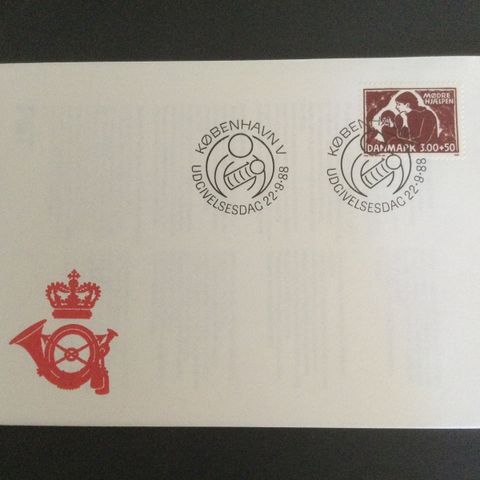 KØBENHAVN V
UDGIVELSESDAG 22·9·88
KØBEN
UDGIVELSESDAG 22·9·88
MØDRE
HJÆLPEN
DANMARK 3.00+50